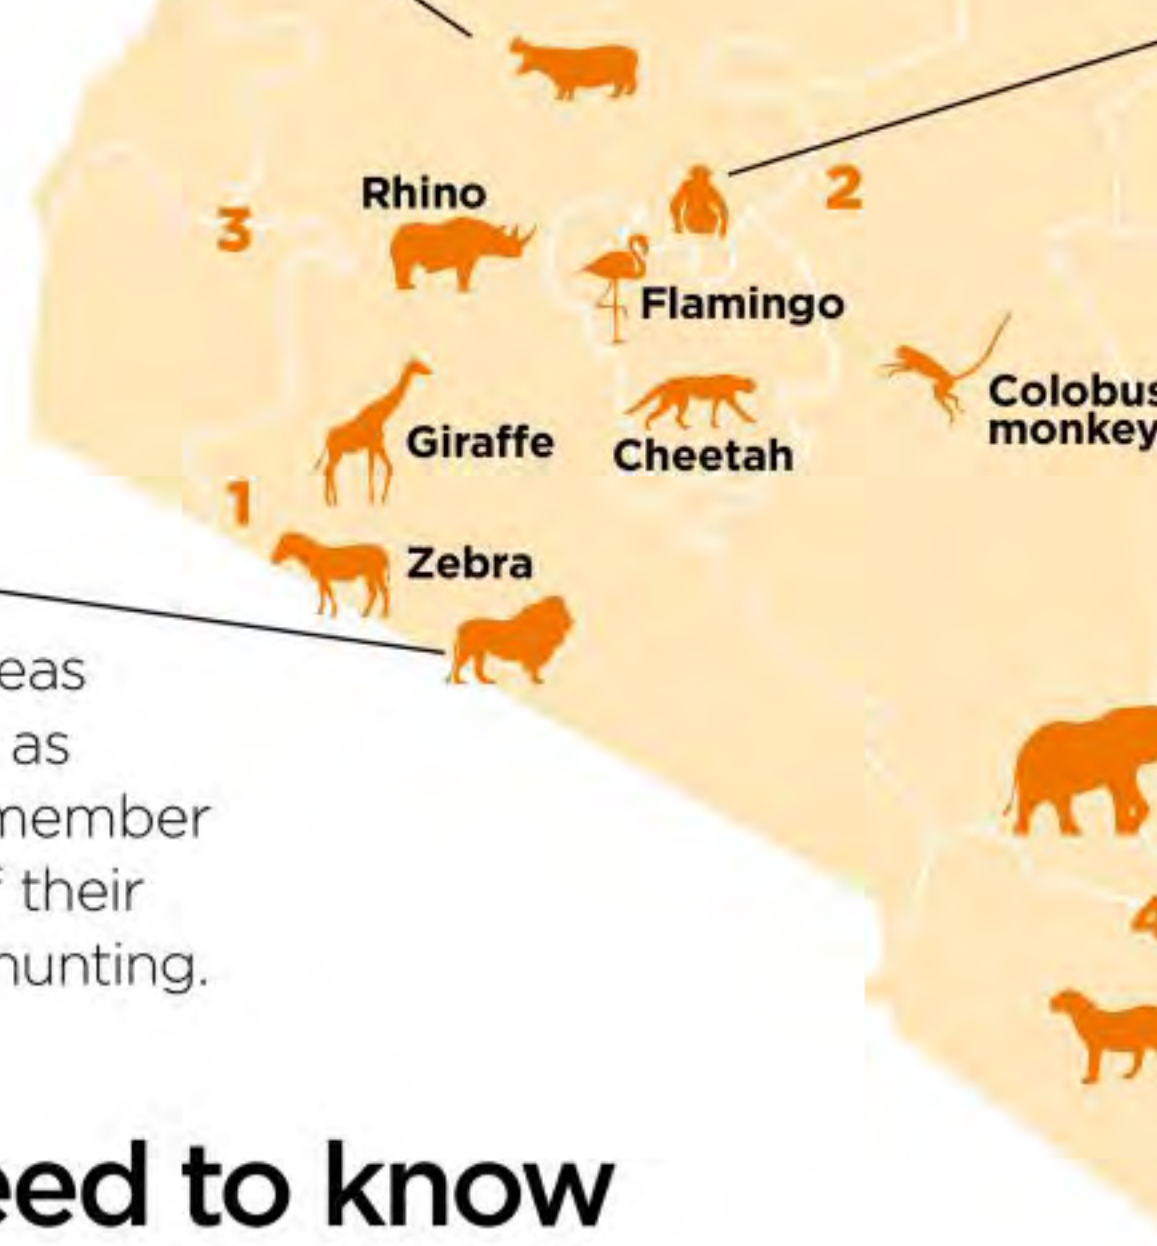 Rhino
2
3
Flamingo
Colobus
monkey
Giraffe
Cheetah
1
Zebra
eas
as
member
their
hunting.
eed to know